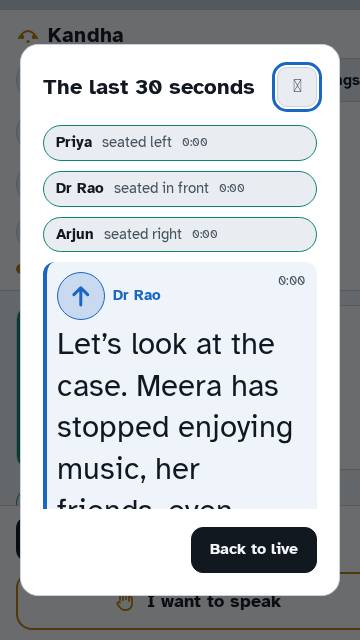 Kandha
The last 30 seconds
ngs
Priya seated left 0:00
Dr Rao seated in front 0:00
Arjun seated right 0:00
0:00
Dr Rao
Let’s look at the
case. Meera has
stopped enjoying
music, her
friends, even
Back to live
I want to speak